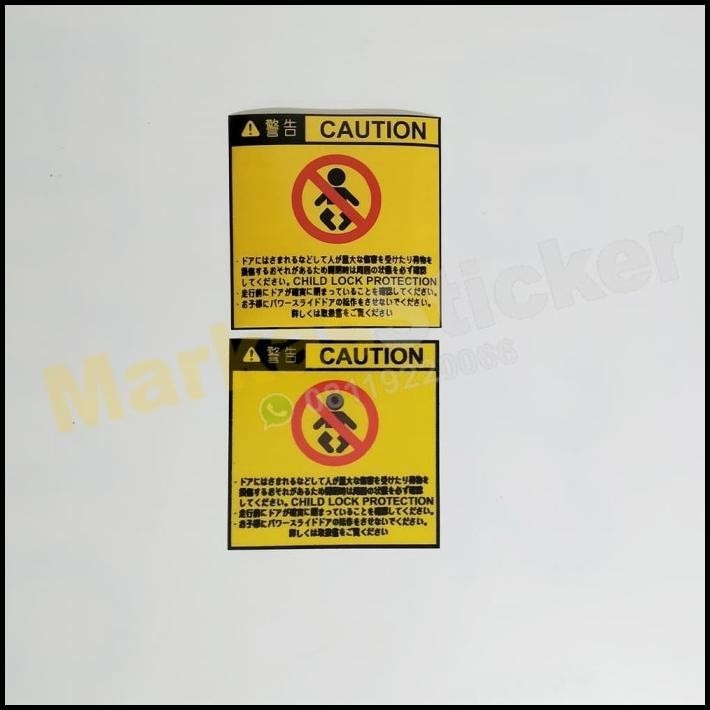 警告 CAUTION
・ドアにはさまれるなどして人が重大な傷害を受けたり荷物を
損傷するおそれがあるため開閉時は周囲の状態を必ず確認
してください。CHILD LOCK PROTECTION
・走行前にドアが確実に閉まっていることを確認してください。
・お子様にパワースライドドアの操作をさせないでください。
詳しくは取扱書をご覧ください
警告 CAUTION
・ドアにはさまれるなどして人が重大な傷害を受けたり荷物を
損傷するおそれがあるため開閉時は周囲の状態を必ず確認
してください。CHILD LOCK PROTECTION
・走行前にドアが確実に閉まっていることを確認してください。
・お子様にパワースライドドアの操作をさせないでください。
詳しくは取扱書をご覧ください
Market Sticker
08119220066